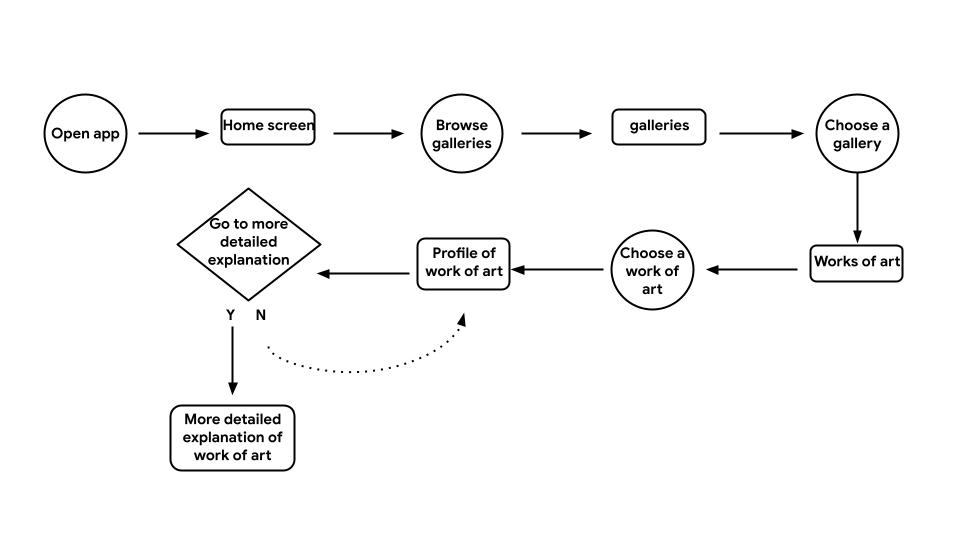 Open app
Home screen
Browse
galleries
galleries
Choose a
gallery
Works of art
Choose a
work of
art
Profile of
work of art
Go to more
detailed
explanation
Y N
More detailed
explanation of
work of art